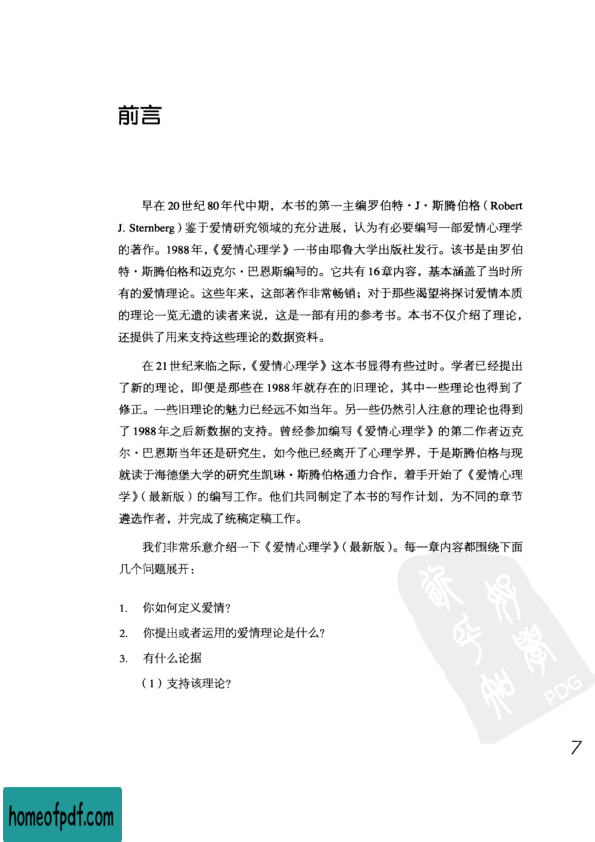 前言
早在20世纪80年代中期，本书的第一主编罗伯特·J·斯腾伯格（Robert
J. Sternberg）鉴于爱情研究领域的充分进展，认为有必要编写一部爱情心理学
的著作。1988年，《爱情心理学》一书由耶鲁大学出版社发行。该书是由罗伯
特·斯腾伯格和迈克尔·巴恩斯编写的。它共有16章内容，基本涵盖了当时所
有的爱情理论。这些年来，这部著作非常畅销；对于那些渴望将探讨爱情本质
的理论一览无遗的读者来说，这是一部有用的参考书。本书不仅介绍了理论，
还提供了用来支持这些理论的数据资料。
在21世纪来临之际，《爱情心理学》这本书显得有些过时。学者已经提出
了新的理论，即便是那些在1988年就存在的旧理论，其中一些理论也得到了
修正。一些旧理论的魅力已经远不如当年。另一些仍然引人注意的理论也得到
了1988年之后新数据的支持。曾经参加编写《爱情心理学》的第二作者迈克
尔·巴恩斯当年还是研究生，如今他已经离开了心理学界，于是斯腾伯格与现
就读于海德堡大学的研究生凯琳·斯腾伯格通力合作，着手开始了《爱情心理
学》（最新版）的编写工作。他们共同制定了本书的写作计划，为不同的章节
遴选作者，并完成了统稿定稿工作。
我们非常乐意介绍一下《爱情心理学》（最新版）。每一章内容都围绕下面
几个问题展开：
1. 你如何定义爱情？
2. 你提出或者运用的爱情理论是什么？
3. 有什么论据
（1）支持该理论？
PDG
7
homeofpdf.com